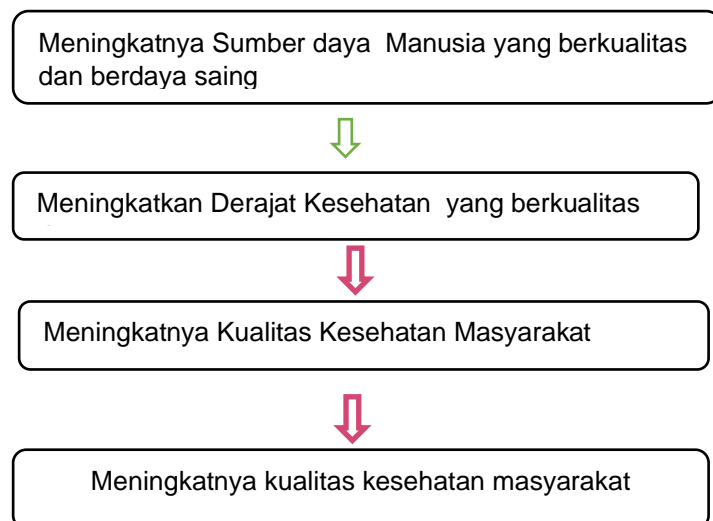 Meningkatnya Sumber daya  Manusia yang berkualitas
dan berdaya saing
Meningkatkan Derajat Kesehatan  yang berkualitas
Meningkatnya Kualitas Kesehatan Masyarakat
Meningkatnya kualitas kesehatan masyarakat